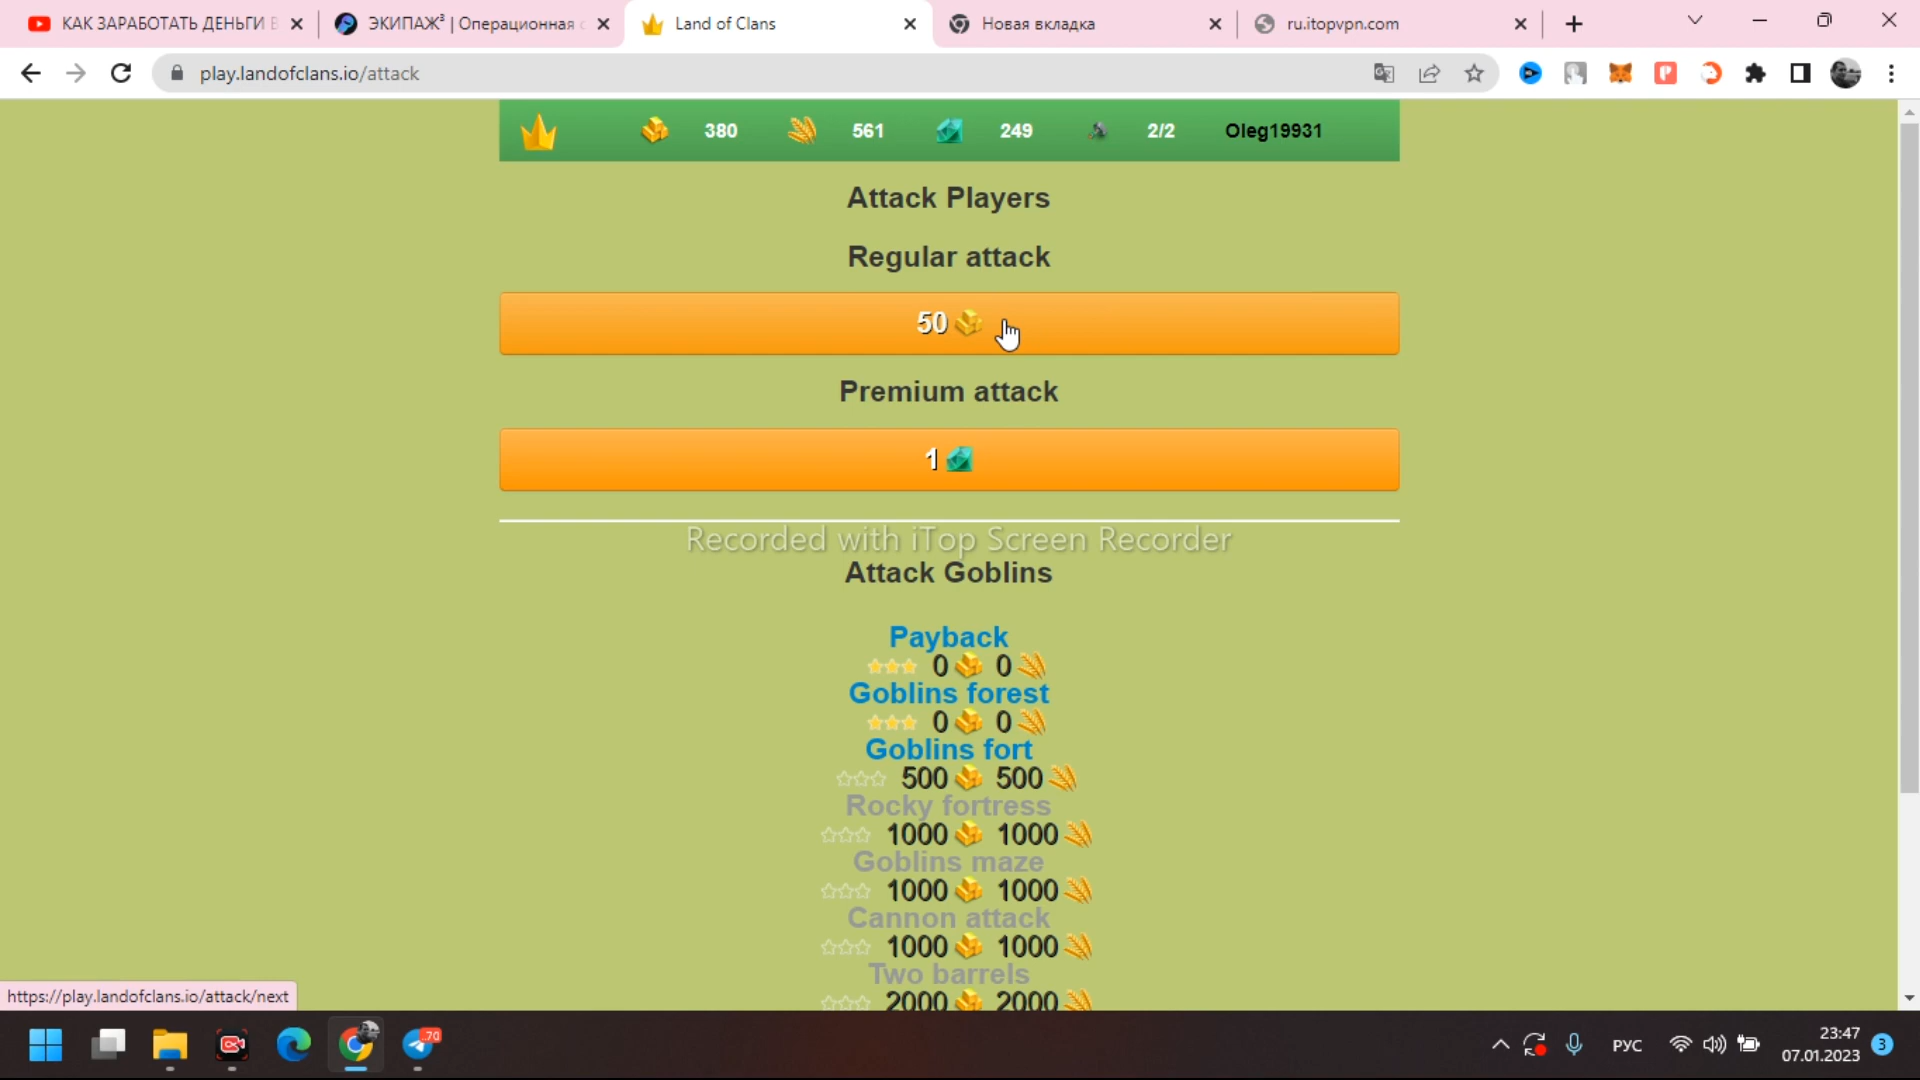 КАК ЗАРАБОТАТЬ ДЕНЬГИ В
ЭКИПАЖ³ | Операционная с
Land of Clans
Новая вкладка
ru.itopvpn.com
play.landofclans.io/attack
380 561 249 2/2 Oleg19931
Attack Players
Regular attack
50
Premium attack
1
Recorded with iTop Screen Recorder
Attack Goblins
Payback
0 0
Goblins forest
0 0
Goblins fort
500 500
Rocky fortress
1000 1000
Goblins maze
1000 1000
Cannon attack
1000 1000
Two barrels
2000 2000
https://play.landofclans.io/attack/next
70
РУС
23:47
07.01.2023
3